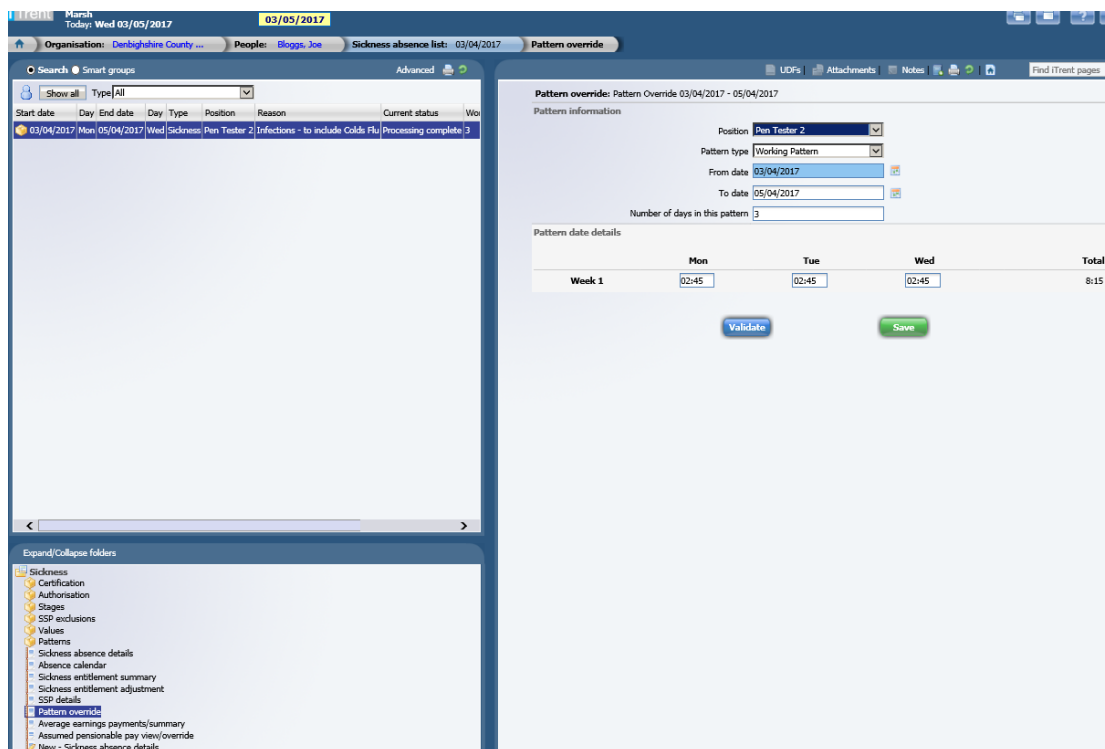 iTrent Marsh
Today: Wed 03/05/2017
03/05/2017
Organisation: Denbighshire County ... People: Bloggs, Joe Sickness absence list: 03/04/2017 Pattern override
Search Smart groups Advanced
Show all Type All
Start date Day End date Day Type Position Reason Current status Wor
03/04/2017 Mon 05/04/2017 Wed Sickness Pen Tester 2 Infections - to include Colds Flu Processing complete 3
Expand/Collapse folders
Sickness
Certification
Authorisation
Stages
SSP exclusions
Values
Patterns
Sickness absence details
Absence calendar
Sickness entitlement summary
Sickness entitlement adjustment
SSP details
Pattern override
Average earnings payments/summary
Assumed pensionable pay view/override
New - Sickness absence details
UDFs Attachments Notes Find iTrent pages
Pattern override: Pattern Override 03/04/2017 - 05/04/2017
Pattern information
Position Pen Tester 2
Pattern type Working Pattern
From date 03/04/2017
To date 05/04/2017
Number of days in this pattern 3
Pattern date details
Mon Tue Wed Total
Week 1 02:45 02:45 02:45 8:15
Validate Save